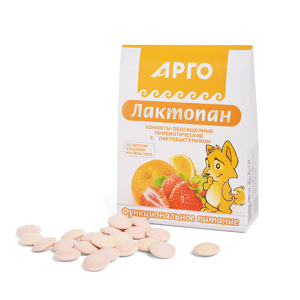 АРГО
Лактопан
КОНФЕТЫ ОБОГАЩЕННЫЕ
ПРОБИОТИЧЕСКИЕ
С ЛАКТОБАКТЕРИЯМИ
СО ВКУСОМ
КЛУБНИКИ
И АПЕЛЬСИНА
Функциональное питание